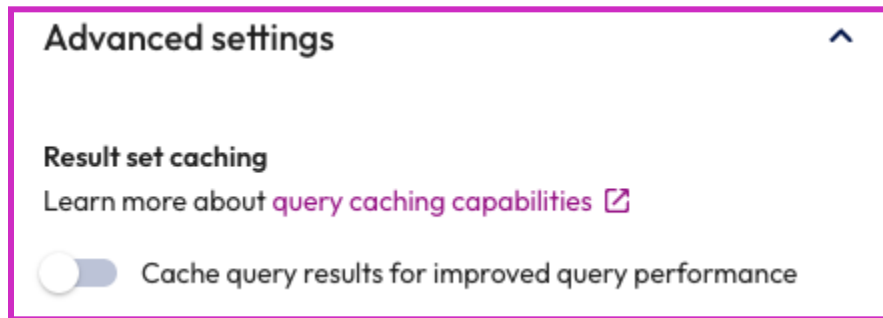 Advanced settings
Result set caching
Learn more about query caching capabilities
Cache query results for improved query performance